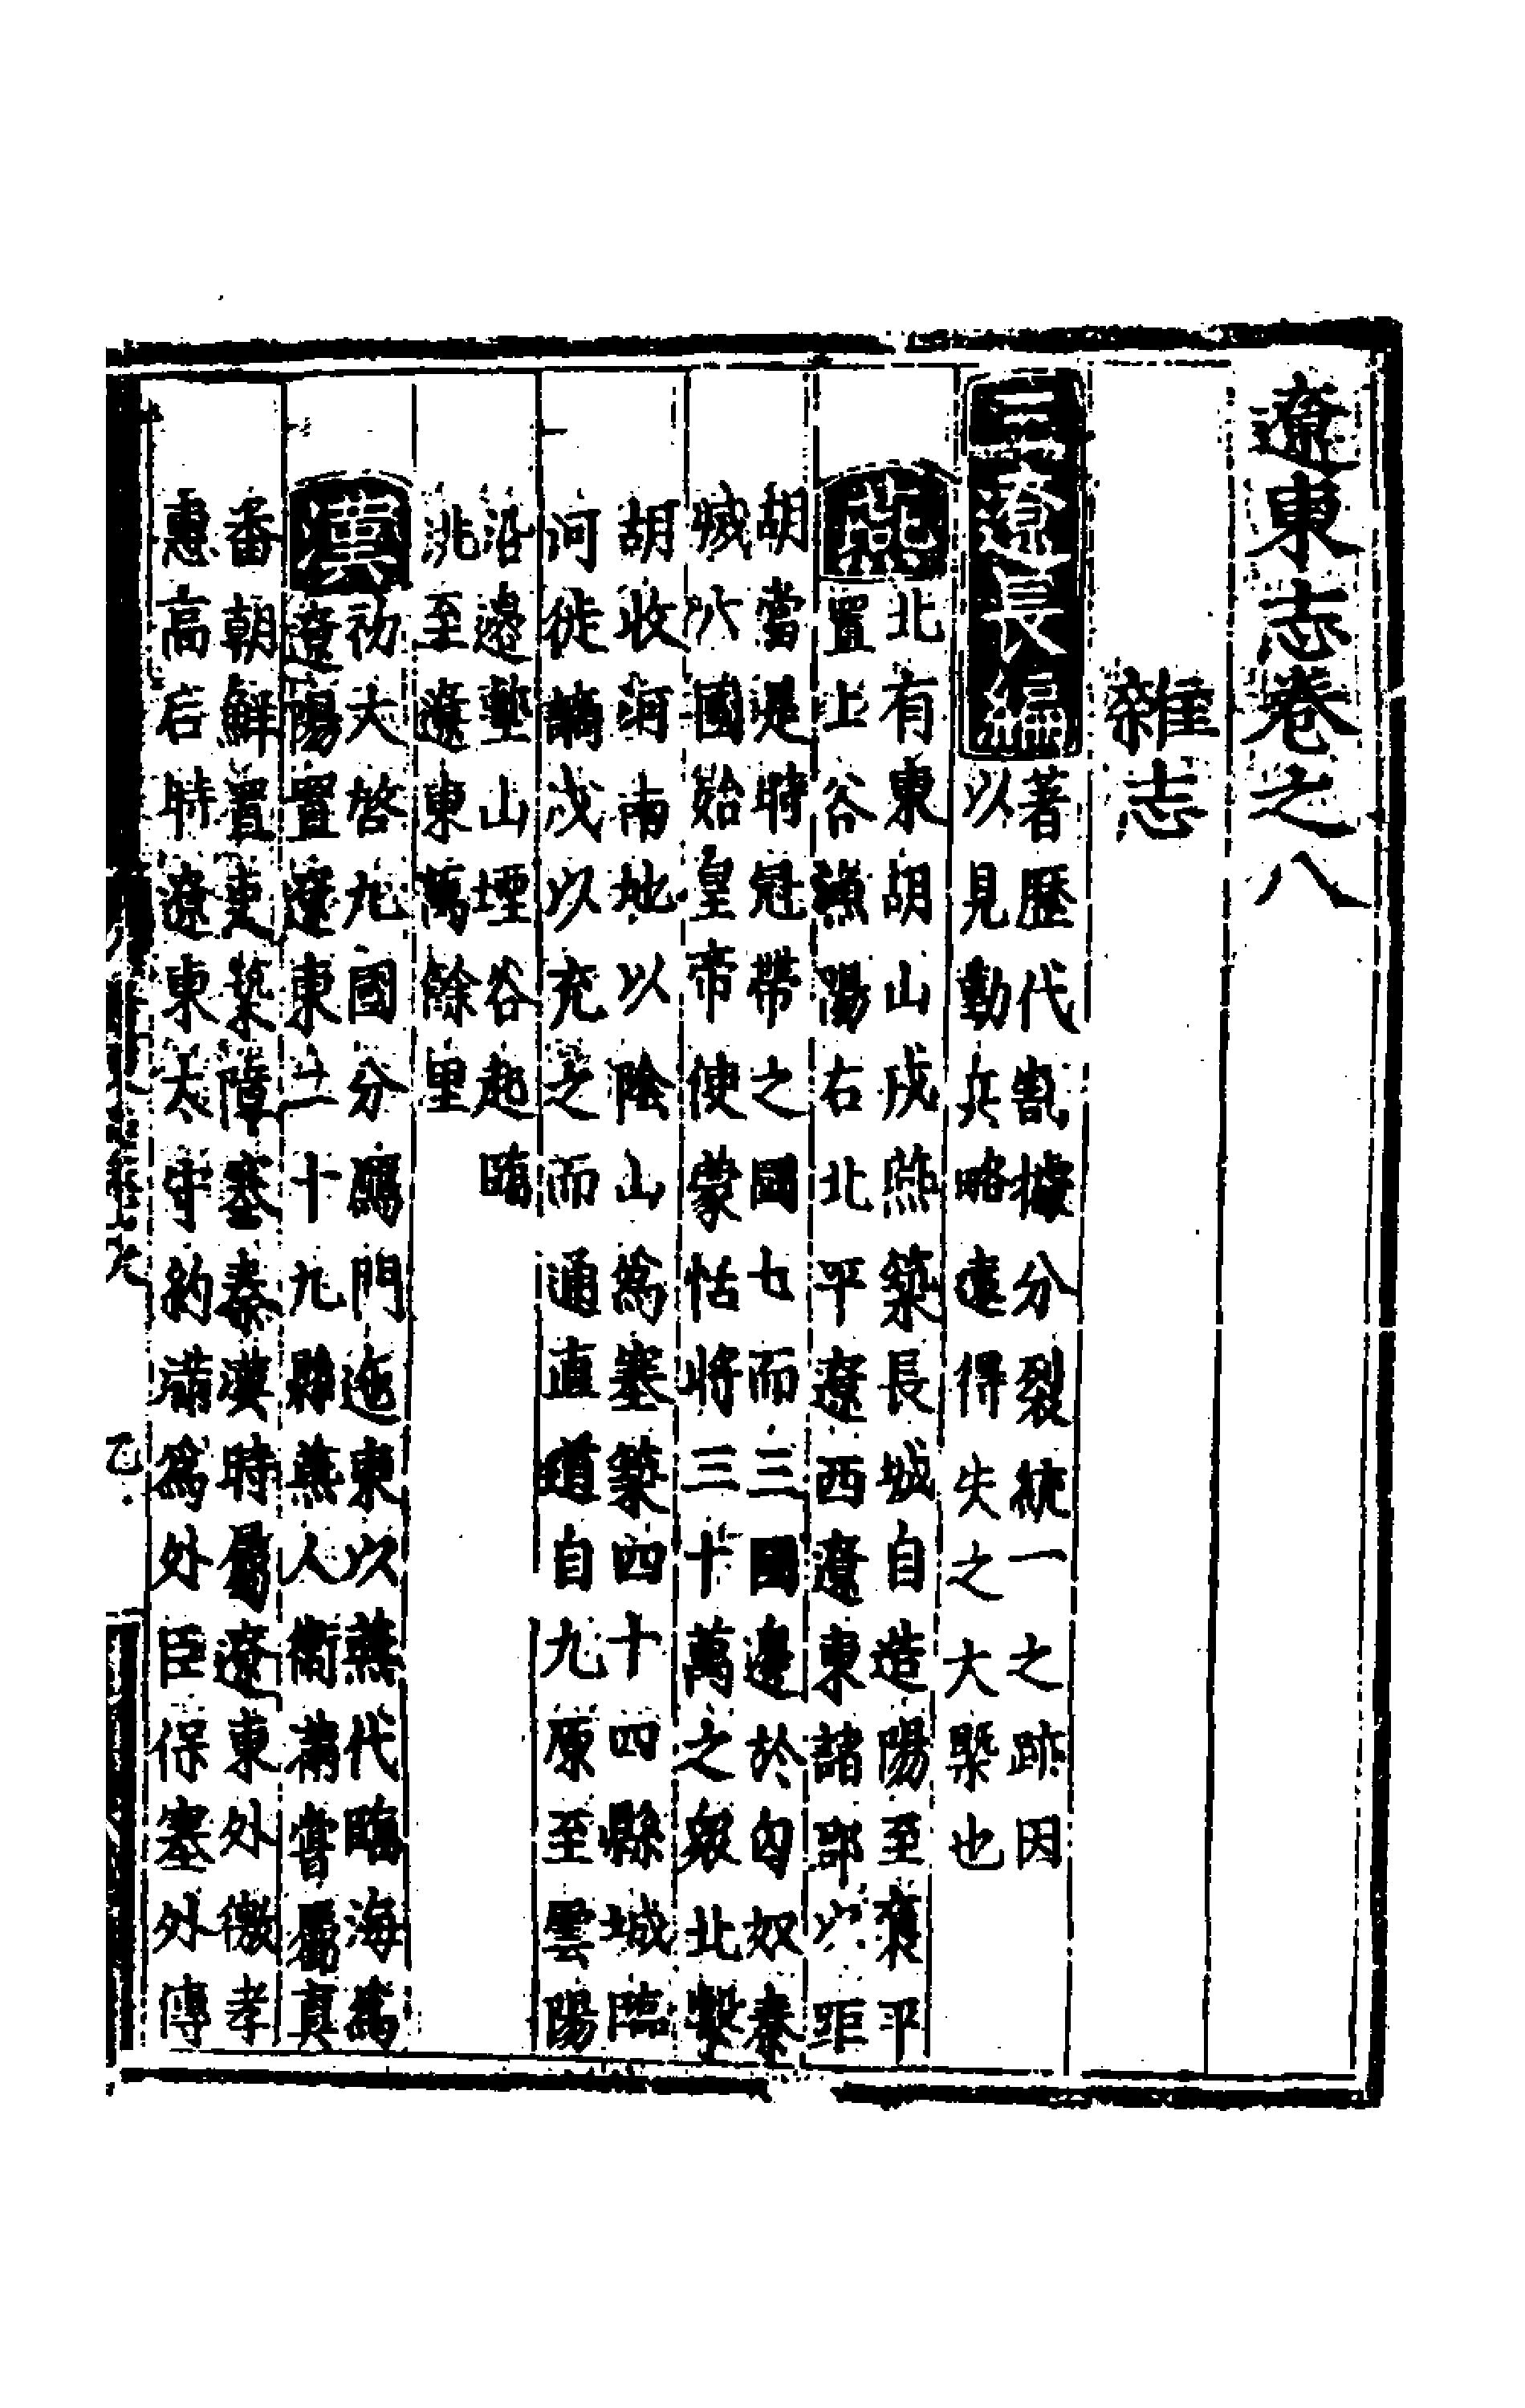 遼東志卷之八
雜志
遼長編
著歷代割據分裂統一之跡因
以見勳兵略遠得失之大槩也
燕
北有東胡山戎燕築長城自造陽至襄平
置上谷漁陽右北平遼西遼東諸郡以距
胡當是時冠帶之國七而三國邊於匈奴秦
滅六國始皇帝使蒙恬將三十萬之衆北擊
胡收河南地以陰山爲塞築四十四縣城臨
河徙謫戍以充之而通直道自九原至雲陽
沿邊塹山堙谷起臨
洮至遼東萬餘里
漢
初大啓九國分鴈門迤東以燕代臨海爲
遼陽置遼東二十九縣燕人衛滿嘗屬真
番朝鮮置吏築障塞秦漢時屬遼東外徼孝
惠高后時遼東太守約滿爲外臣保塞外傳